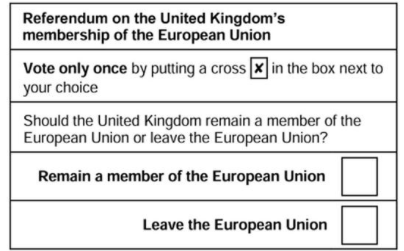 Referendum on the United Kingdom's
membership of the European Union
Vote only once by putting a cross ✘ in the box next to
your choice
Should the United Kingdom remain a member of the
European Union or leave the European Union?
Remain a member of the European Union
Leave the European Union